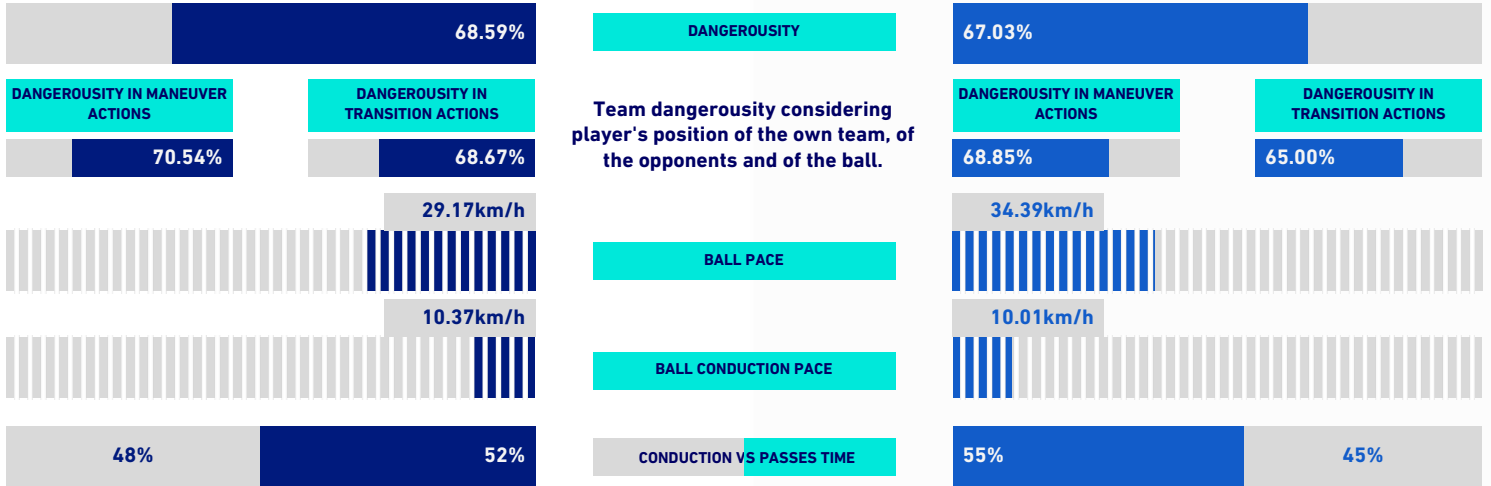 68.59%
DANGEROUSITY
67.03%
DANGEROUSITY IN MANEUVER
ACTIONS
DANGEROUSITY IN
TRANSITION ACTIONS
70.54%
68.67%
Team dangerousity considering
player's position of the own team, of
the opponents and of the ball.
DANGEROUSITY IN MANEUVER
ACTIONS
DANGEROUSITY IN
TRANSITION ACTIONS
68.85%
65.00%
29.17km/h
BALL PACE
34.39km/h
10.37km/h
BALL CONDUCTION PACE
10.01km/h
48%
52%
CONDUCTION VS PASSES TIME
55%
45%